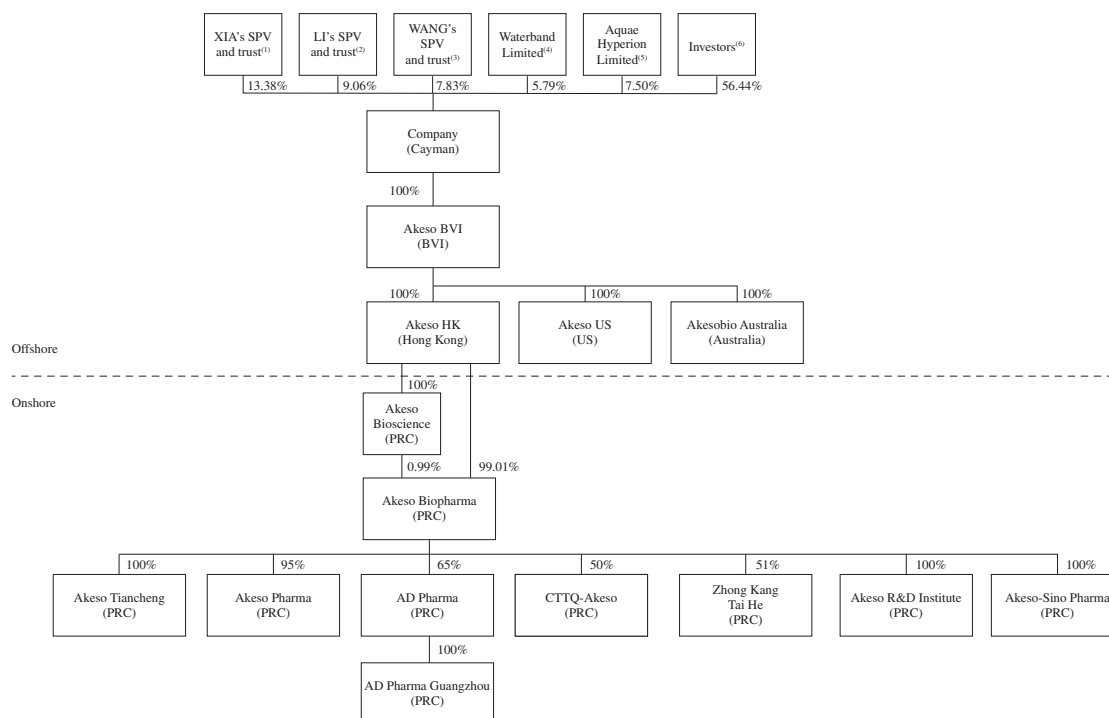 XIA's SPV
and trust(1)
LI's SPV
and trust(2)
WANG's
SPV
and trust(3)
Waterband
Limited(4)
Aquae
Hyperion
Limited(5)
Investors(6)
13.38%
9.06%
7.83%
5.79%
7.50%
56.44%
Company
(Cayman)
100%
Akeso BVI
(BVI)
100%
100%
100%
Akeso HK
(Hong Kong)
Akeso US
(US)
Akesobio Australia
(Australia)
Offshore
Onshore
100%
Akeso
Bioscience
(PRC)
0.99%
99.01%
Akeso Biopharma
(PRC)
100%
95%
65%
50%
51%
100%
100%
Akeso Tiancheng
(PRC)
Akeso Pharma
(PRC)
AD Pharma
(PRC)
CTTQ-Akeso
(PRC)
Zhong Kang
Tai He
(PRC)
Akeso R&D Institute
(PRC)
Akeso-Sino Pharma
(PRC)
100%
AD Pharma Guangzhou
(PRC)